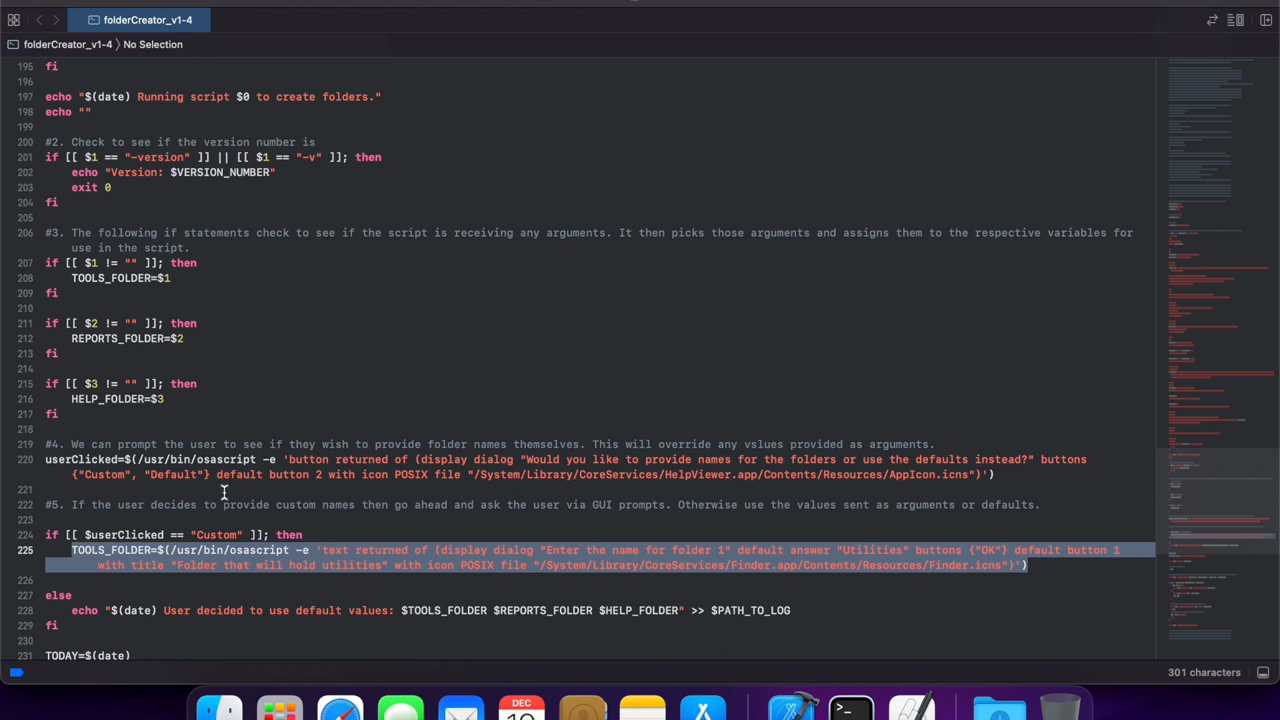 folderCreator_v1-4
folderCreator_v1-4 〉 No Selection
195 fi
196
197 echo "$(date) Running script $0 to create folders."
198 echo ""
199
200 #2. Check to see if the version number is
201 if [[ $1 == "-version" ]] || [[ $1 == "-v" ]]; then
202 echo "Version: $VERSION_NUMBER"
203 exit 0
204 fi
205
206 #3. The following if statements check to see if the script is receiving any arguments. It then picks those arguments and assigns them to the respective variables for
use in the script.
207 if [[ $1 != "" ]]; then
208 TOOLS_FOLDER=$1
209 fi
210
211 if [[ $2 != "" ]]; then
212 REPORTS_FOLDER=$2
213 fi
214
215 if [[ $3 != "" ]]; then
216 HELP_FOLDER=$3
217 fi
218
219 #4. We can prompt the user to see if they wish to provide folder names themselves. This will override any vslues provided as arguments.
220 userClicked=$(/usr/bin/osascript -e 'button returned of (display dialog "Would you like to provide names for the folders or use the defaults instead?" buttons
{"Custom", "Default"} default button 2 with icon POSIX file "/System/Library/CoreServices/HelpViewer.app/Contents/Resources/AppIcon.icns")')
221
222 #5. If the user decides to provide custom names then go ahead and ask the user via GUI prompts. Otherwise use the values sent as arguments or defaults.
223
224 if [[ $userClicked == "Custom" ]]; then
225 TOOLS_FOLDER=$(/usr/bin/osascript -e 'text returned of (display dialog "Enter the name for folder 1" default answer "Utilities" buttons {"OK"} default button 1
with title "Folder that will hold utilities" with icon POSIX file "/System/Library/CoreServices/Finder.app/Contents/Resources/Finder.icns")')
226
227 else
228 echo "$(date) User decided to use default values: $TOOLS_FOLDER $REPORTS_FOLDER $HELP_FOLDER" >> $PATH_TO_LOG
229 fi
230
231 TODAY=$(date)
301 characters
DEC